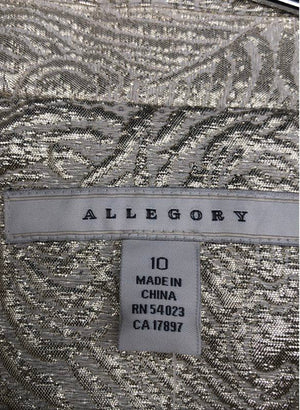 ALLEGORY
10
MADE IN
CHINA
RN 54023
CA 17897